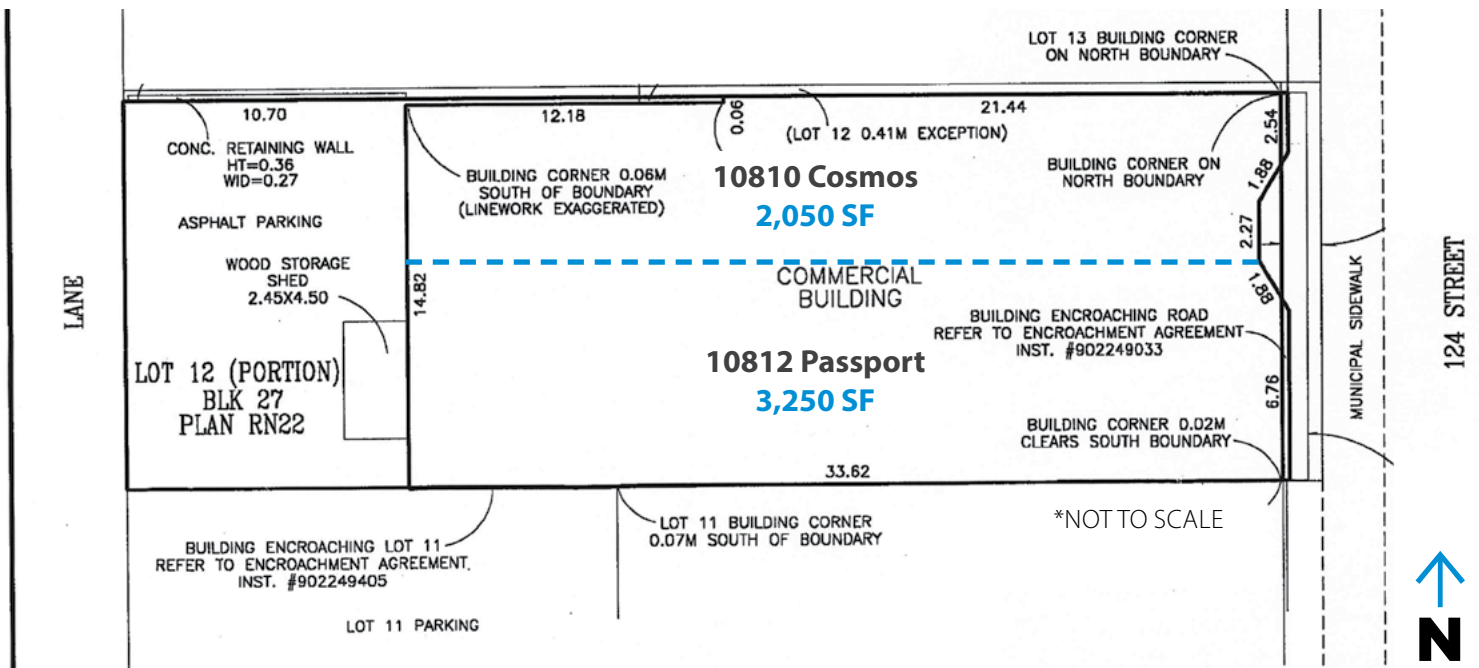 LOT 13 BUILDING CORNER
ON NORTH BOUNDARY
10.70
12.18
0.06
21.44
(LOT 12 0.41M EXCEPTION)
2.54
CONC. RETAINING WALL
HT=0.36
WID=0.27
BUILDING CORNER 0.06M
SOUTH OF BOUNDARY
(LINEWORK EXAGGERATED)
10810 Cosmos
2,050 SF
BUILDING CORNER ON
NORTH BOUNDARY
1.88
ASPHALT PARKING
2.27
WOOD STORAGE
SHED
2.45X4.50
LANE
14.82
COMMERCIAL
BUILDING
1.88
BUILDING ENCROACHING ROAD
REFER TO ENCROACHMENT AGREEMENT
INST. #902249033
MUNICIPAL SIDEWALK
124 STREET
LOT 12 (PORTION)
BLK 27
PLAN RN22
10812 Passport
3,250 SF
6.76
BUILDING CORNER 0.02M
CLEARS SOUTH BOUNDARY
33.62
*NOT TO SCALE
LOT 11 BUILDING CORNER
0.07M SOUTH OF BOUNDARY
BUILDING ENCROACHING LOT 11
REFER TO ENCROACHMENT AGREEMENT.
INST. #902249405
LOT 11 PARKING
N